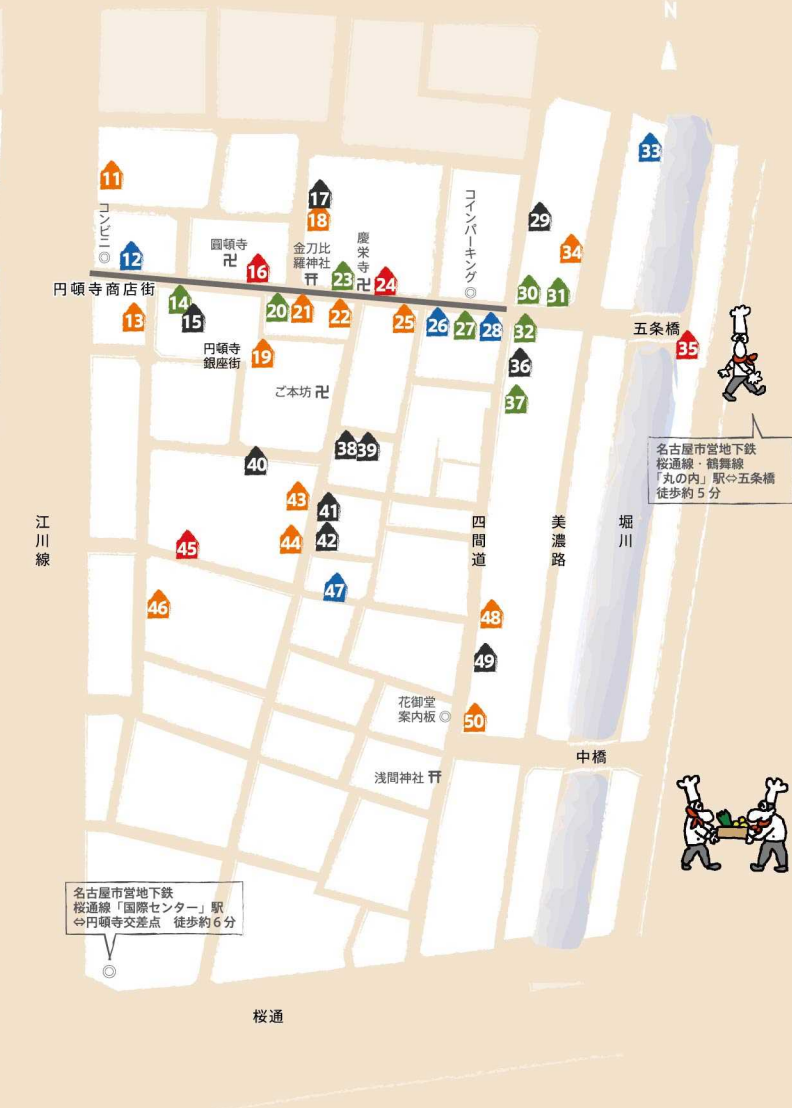 N
33
11
17
18
コンビニ◎
コインパーキング◎
29
34
12
圓頓寺
卍
16
金刀比
羅神社
23
慶栄寺卍
24
30
31
円頓寺商店街
14
13
15
20
21
22
25
26
27
28
32
五条橋
35
円頓寺
銀座街
19
36
ご本坊卍
37
名古屋市営地下鉄
桜通線・鶴舞線
「丸の内」駅⇔五条橋
徒歩約5分
38
39
40
43
41
江川線
四間道
美濃路
堀川
45
44
42
47
46
48
49
花御堂
案内板◎
50
中橋
浅間神社
名古屋市営地下鉄
桜通線「国際センター」駅
⇔円頓寺交差点 徒歩約6分
◎
桜通